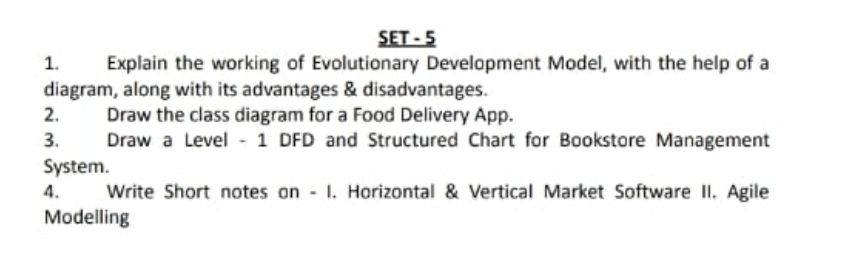 SET - 5
1. Explain the working of Evolutionary Development Model, with the help of a
diagram, along with its advantages & disadvantages.
2. Draw the class diagram for a Food Delivery App.
3. Draw a Level - 1 DFD and Structured Chart for Bookstore Management
System.
4. Write Short notes on - I. Horizontal & Vertical Market Software II. Agile
Modelling